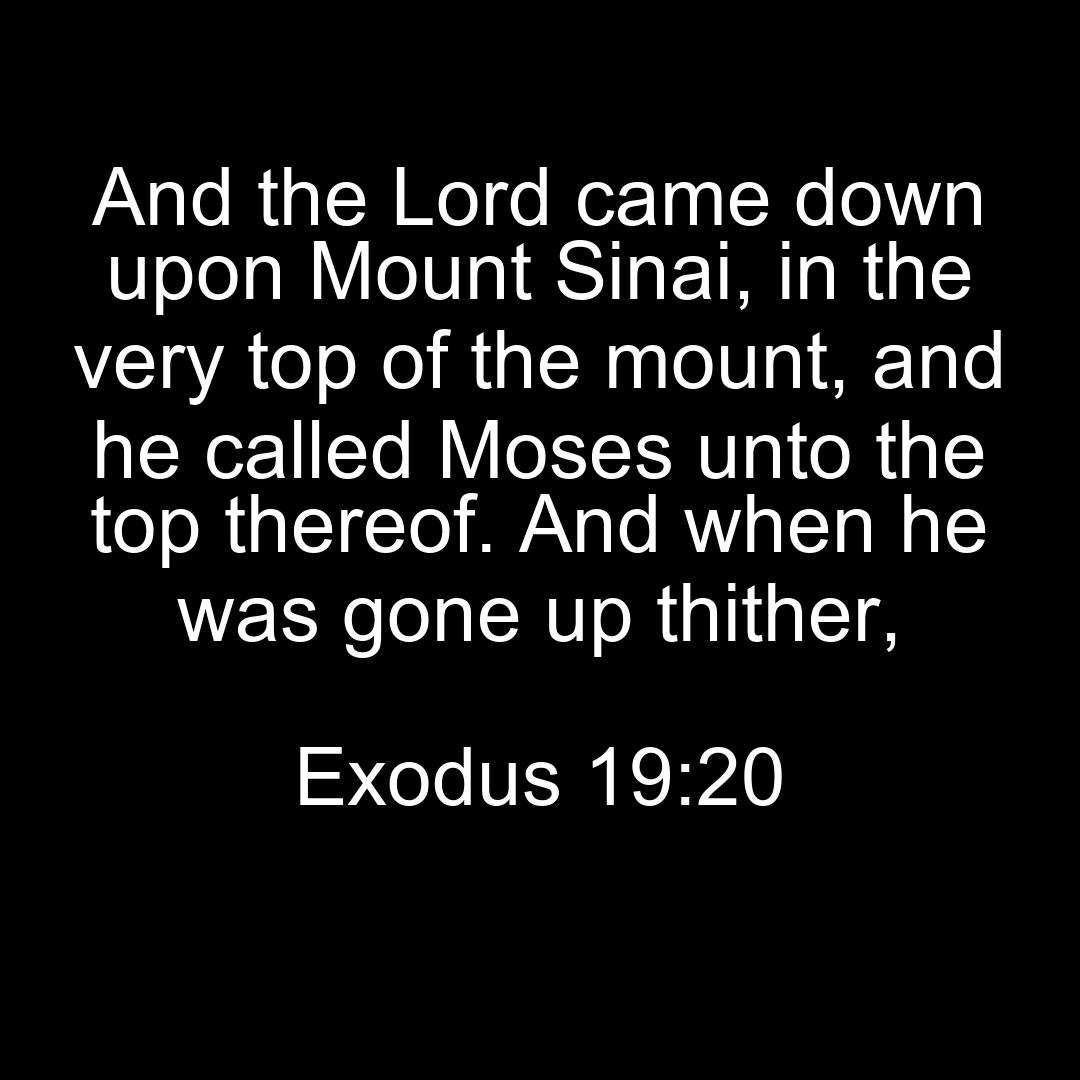 And the Lord came down
upon Mount Sinai, in the
very top of the mount, and
he called Moses unto the
top thereof. And when he
was gone up thither,
Exodus 19:20